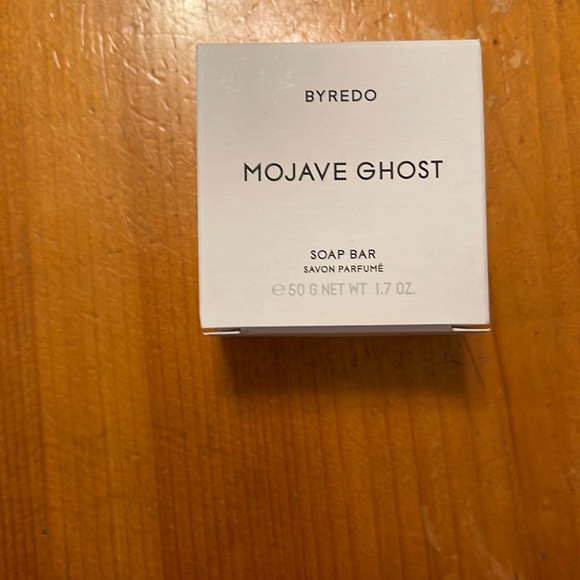 BYREDO
MOJAVE GHOST
SOAP BAR
SAVON PARFUMÉ
℮ 50 G NET WT 1.7 OZ.